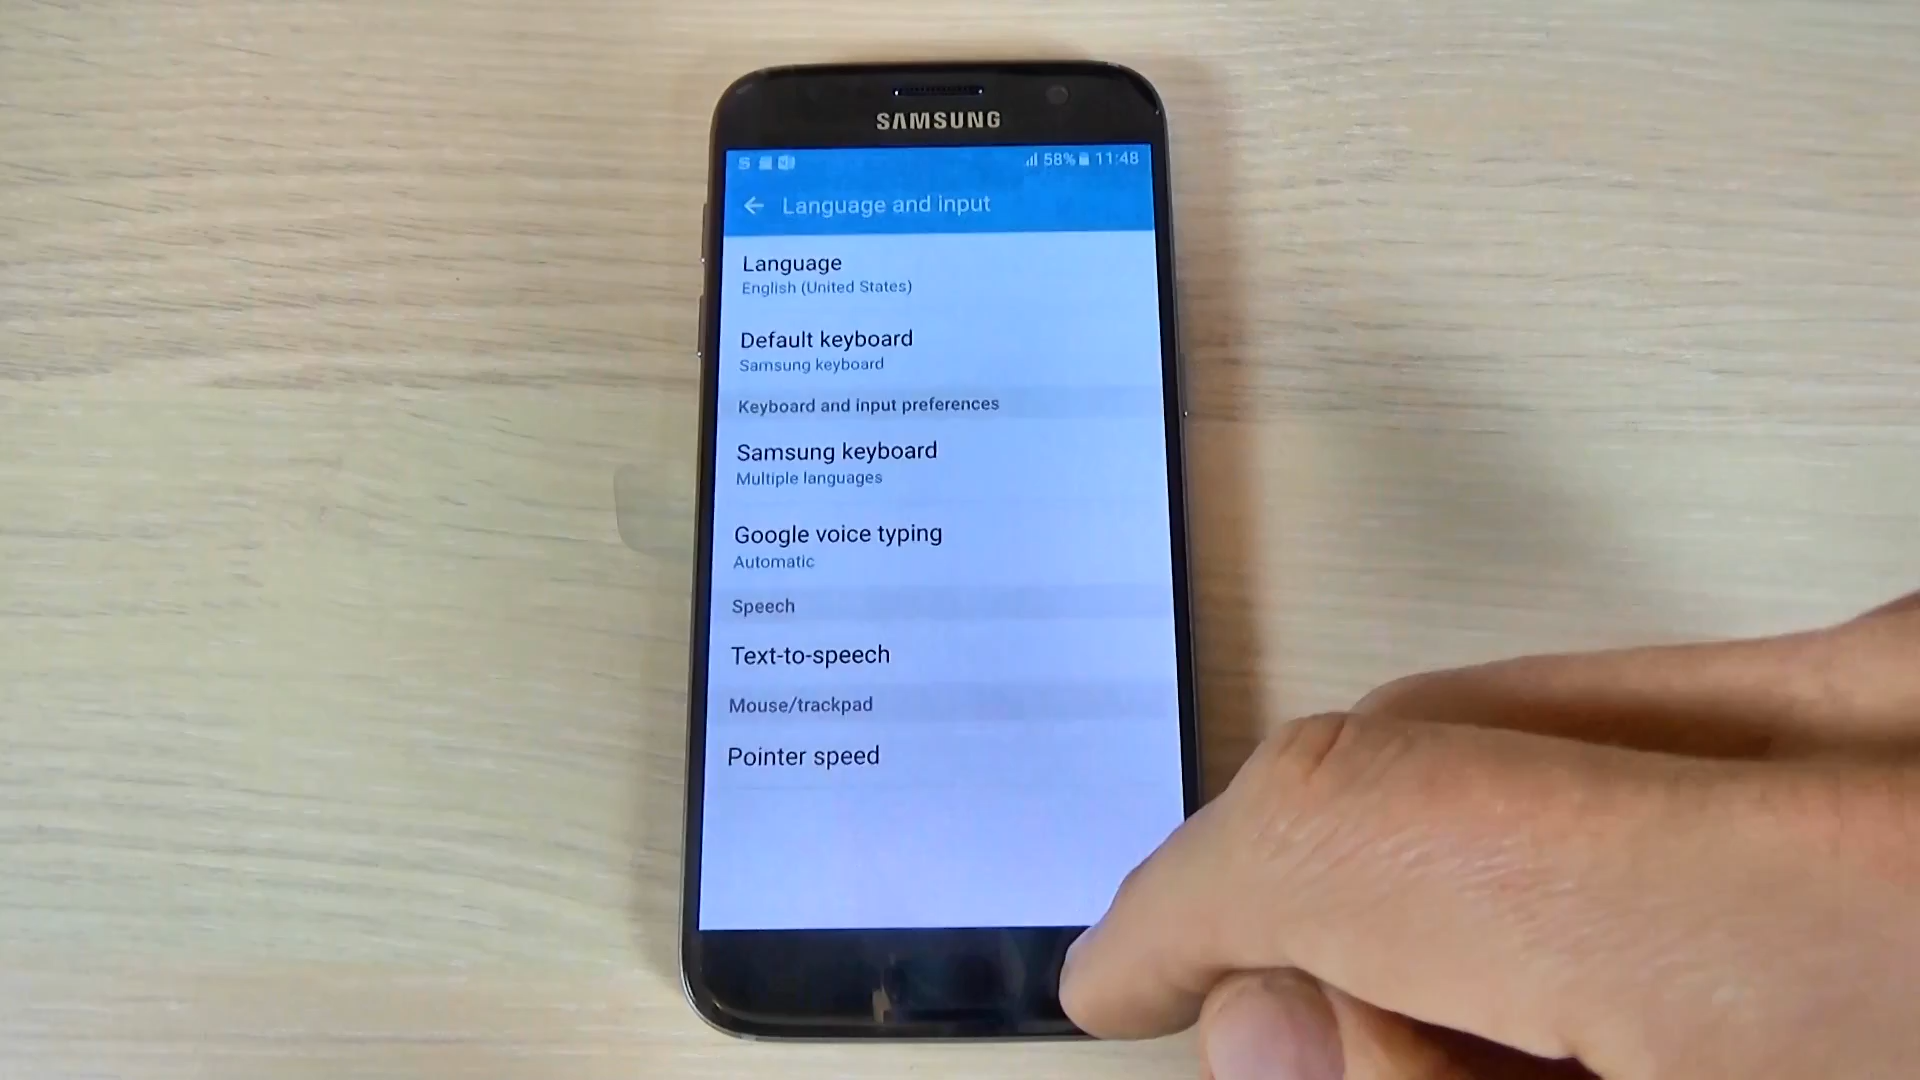 SAMSUNG
58% 11:48
Language and input
Language
English (United States)
Default keyboard
Samsung keyboard
Keyboard and input preferences
Samsung keyboard
Multiple languages
Google voice typing
Automatic
Speech
Text-to-speech
Mouse/trackpad
Pointer speed